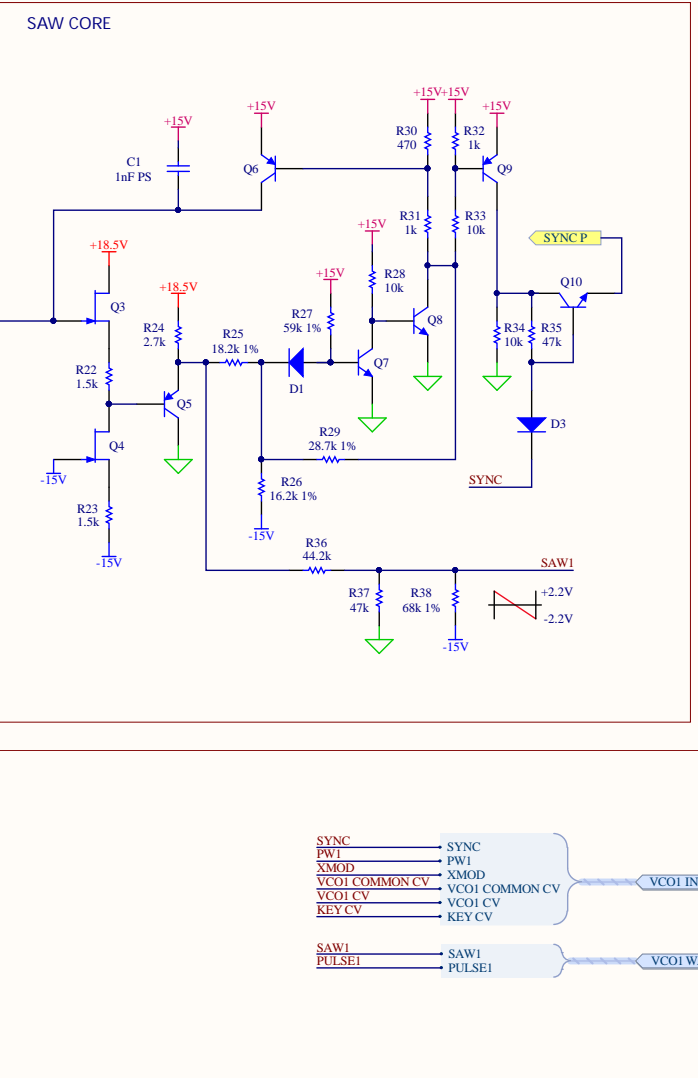 SAW CORE
+15V
+15V
+15V+15V
+15V
C1
1nF PS
Q6
R30
470
R32
1k
Q9
R31
1k
R33
10k
+15V
SYNC P
+18.5V
+18.5V
+15V
R28
10k
Q10
Q3
R24
2.7k
R25
18.2k 1%
R27
59k 1%
Q8
R34
10k
R35
47k
R22
1.5k
D1
Q7
Q5
D3
Q4
R29
28.7k 1%
-15V
R26
16.2k 1%
SYNC
R23
1.5k
-15V
-15V
R36
44.2k
SAW1
R37
47k
R38
68k 1%
+2.2V
-2.2V
-15V
SYNC
SYNC
PW1
PW1
XMOD
XMOD
VCO1 COMMON CV
VCO1 COMMON CV
VCO1 IN
VCO1 CV
VCO1 CV
KEY CV
KEY CV
SAW1
SAW1
VCO1 W
PULSE1
PULSE1